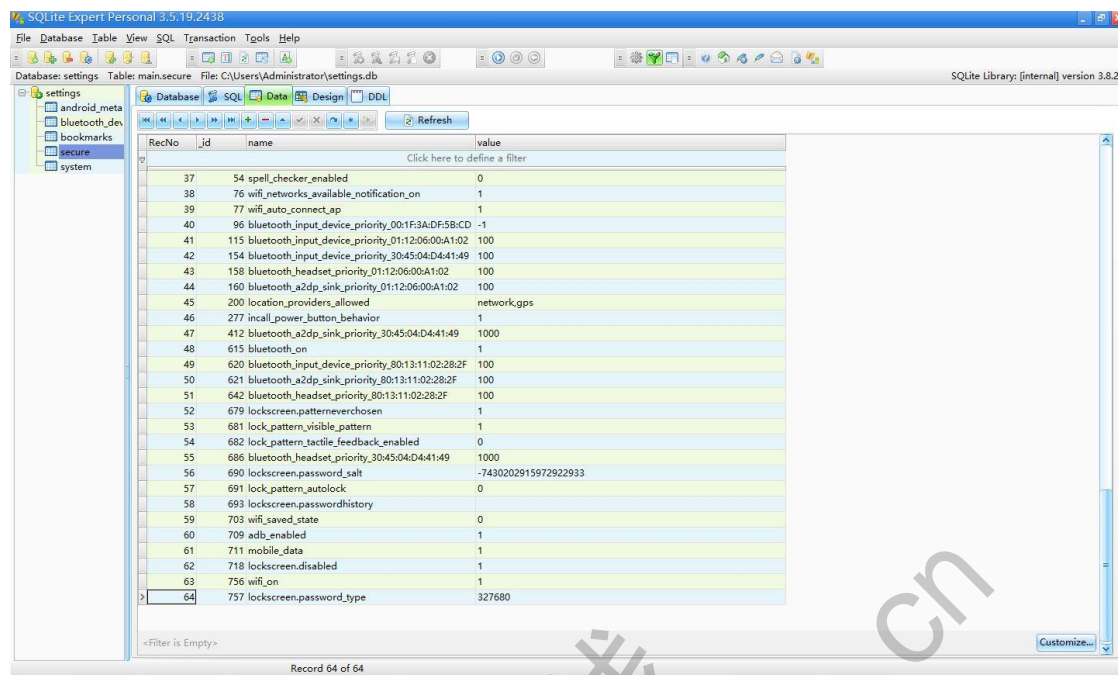 SQLite Expert Personal 3.5.19.2438
File Database Table View SQL Transaction Tools Help
Database: settings Table: main.secure File: C:\Users\Administrator\settings.db SQLite Library: [internal] version 3.8.2
settings
android_meta
bluetooth_dev
bookmarks
secure
system
Database SQL Data Design DDL
Refresh
RecNo _id name value
Click here to define a filter
37 54 spell_checker_enabled 0
38 76 wifi_networks_available_notification_on 1
39 77 wifi_auto_connect_ap 1
40 96 bluetooth_input_device_priority_00:1F:3A:DF:5B:CD -1
41 115 bluetooth_input_device_priority_01:12:06:00:A1:02 100
42 154 bluetooth_input_device_priority_30:45:04:D4:41:49 100
43 158 bluetooth_headset_priority_01:12:06:00:A1:02 100
44 160 bluetooth_a2dp_sink_priority_01:12:06:00:A1:02 100
45 200 location_providers_allowed network,gps
46 277 incall_power_button_behavior 1
47 412 bluetooth_a2dp_sink_priority_30:45:04:D4:41:49 1000
48 615 bluetooth_on 1
49 620 bluetooth_input_device_priority_80:13:11:02:28:2F 100
50 621 bluetooth_a2dp_sink_priority_80:13:11:02:28:2F 100
51 642 bluetooth_headset_priority_80:13:11:02:28:2F 100
52 679 lockscreen.patterneverchosen 1
53 681 lock_pattern_visible_pattern 1
54 682 lock_pattern_tactile_feedback_enabled 0
55 686 bluetooth_headset_priority_30:45:04:D4:41:49 1000
56 690 lockscreen.password_salt -7430202915972922933
57 691 lock_pattern_autolock 0
58 693 lockscreen.passwordhistory
59 703 wifi_saved_state 0
60 709 adb_enabled 1
61 711 mobile_data 1
62 718 lockscreen.disabled 1
63 756 wifi_on 1
64 757 lockscreen.password_type 327680
cn
<Filter is Empty> Customize...
Record 64 of 64